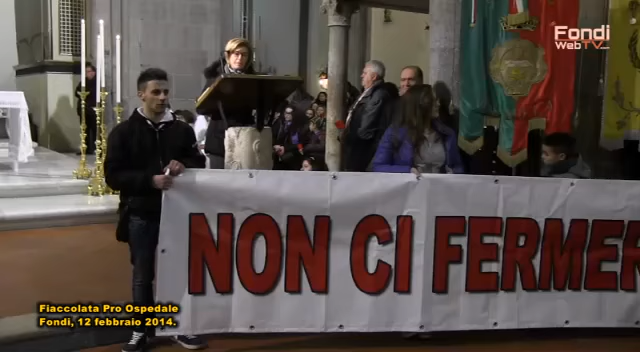 Fondi
WebTV
NON CI FERMER
Fiaccolata Pro Ospedale
Fondi, 12 febbraio 2014.